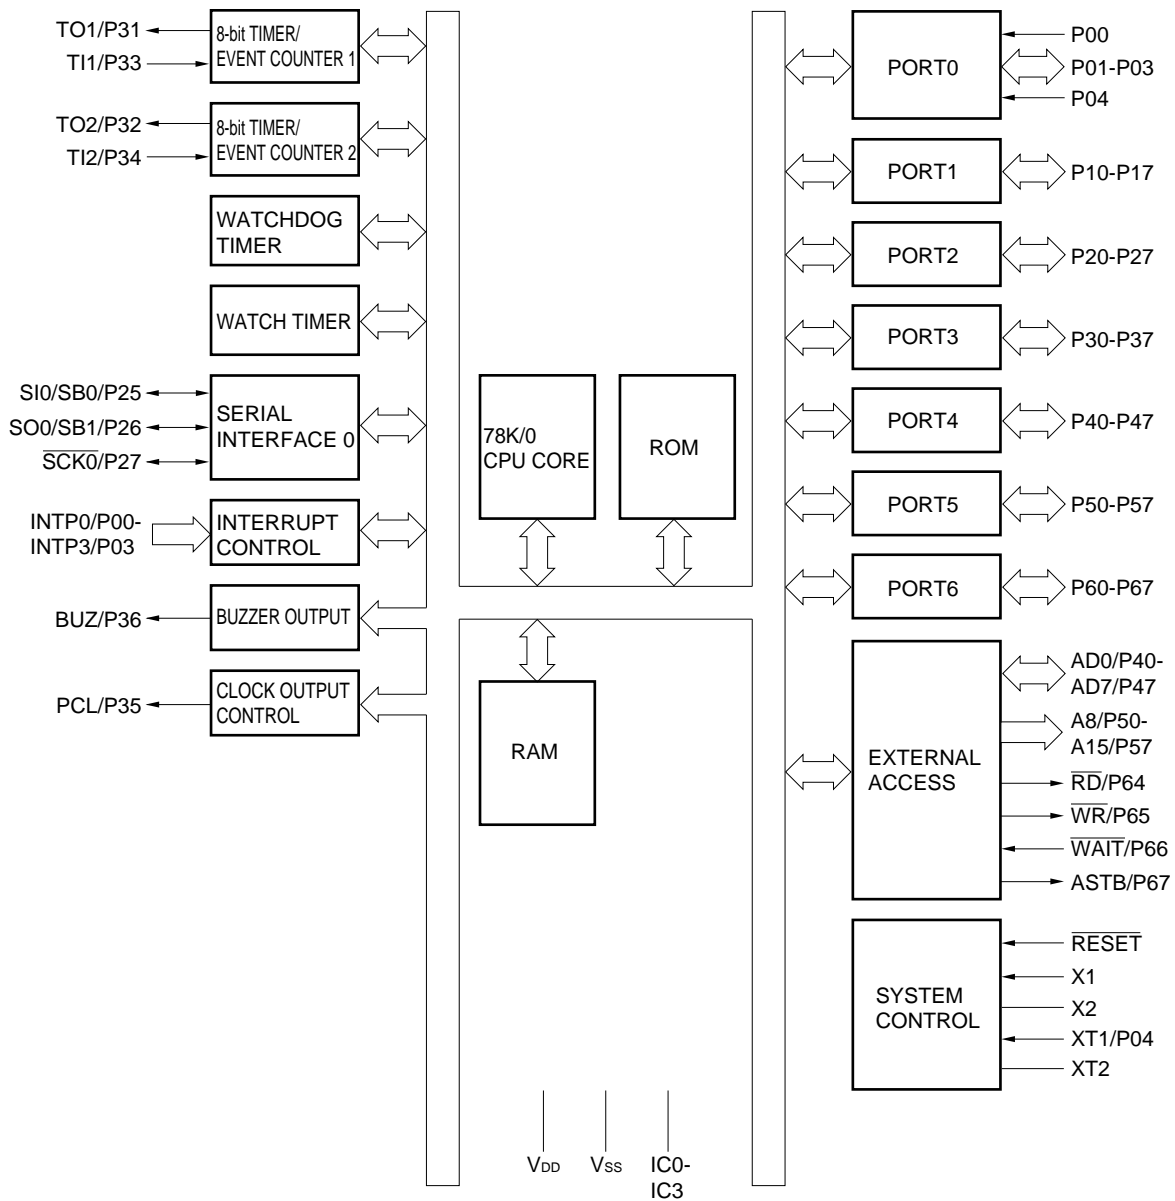 TO1/P31
TI1/P33
8-bit TIMER/
EVENT COUNTER 1
TO2/P32
TI2/P34
8-bit TIMER/
EVENT COUNTER 2
WATCHDOG
TIMER
WATCH TIMER
SI0/SB0/P25
SO0/SB1/P26
SCK0/P27
SERIAL
INTERFACE 0
INTP0/P00-
INTP3/P03
INTERRUPT
CONTROL
BUZ/P36
BUZZER OUTPUT
PCL/P35
CLOCK OUTPUT
CONTROL
78K/0
CPU CORE
ROM
RAM
VDD
VSS
IC0-
IC3
PORT0
P00
P01-P03
P04
PORT1
P10-P17
PORT2
P20-P27
PORT3
P30-P37
PORT4
P40-P47
PORT5
P50-P57
PORT6
P60-P67
EXTERNAL
ACCESS
AD0/P40-
AD7/P47
A8/P50-
A15/P57
RD/P64
WR/P65
WAIT/P66
ASTB/P67
SYSTEM
CONTROL
RESET
X1
X2
XT1/P04
XT2